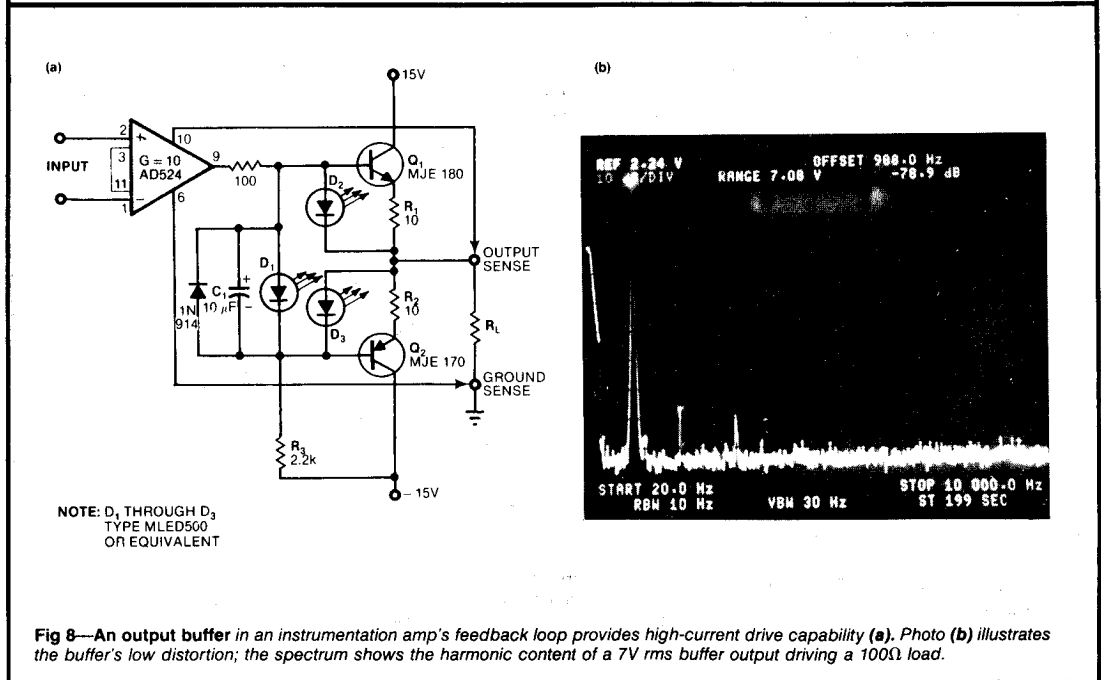 (a)
15V
2
+
3
G = 10
AD524
11
−
1
10
9
6
INPUT
100
Q1
MJE 180
D2
R1
10
OUTPUT
SENSE
D1
C1
10 μF
+
−
1N
914
D3
R2
10
RL
Q2
MJE 170
GROUND
SENSE
R3
2.2k
−15V
NOTE: D1 THROUGH D3
TYPE MLED500
OR EQUIVALENT
(b)
REF 2.24 V
OFFSET 980.0 Hz
10 /DIV
RANGE 7.08 V
-78.9 dB
START 20.0 Hz
STOP 10 000.0 Hz
RBW 10 Hz
VBW 30 Hz
ST 199 SEC
Fig 8—An output buffer in an instrumentation amp's feedback loop provides high-current drive capability (a). Photo (b) illustrates
the buffer's low distortion; the spectrum shows the harmonic content of a 7V rms buffer output driving a 100Ω load.